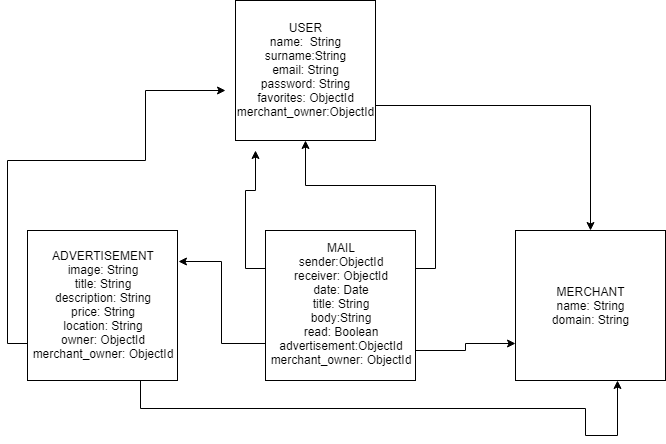 USER
name:  String
surname:String
email: String
password: String
favorites: ObjectId
merchant_owner:ObjectId
ADVERTISEMENT
image: String
title: String
description: String
price: String
location: String
owner: ObjectId
merchant_owner: ObjectId
MAIL
sender:ObjectId
receiver: ObjectId
date: Date
title: String
body:String
read: Boolean
advertisement:ObjectId
merchant_owner: ObjectId
MERCHANT
name: String
domain: String